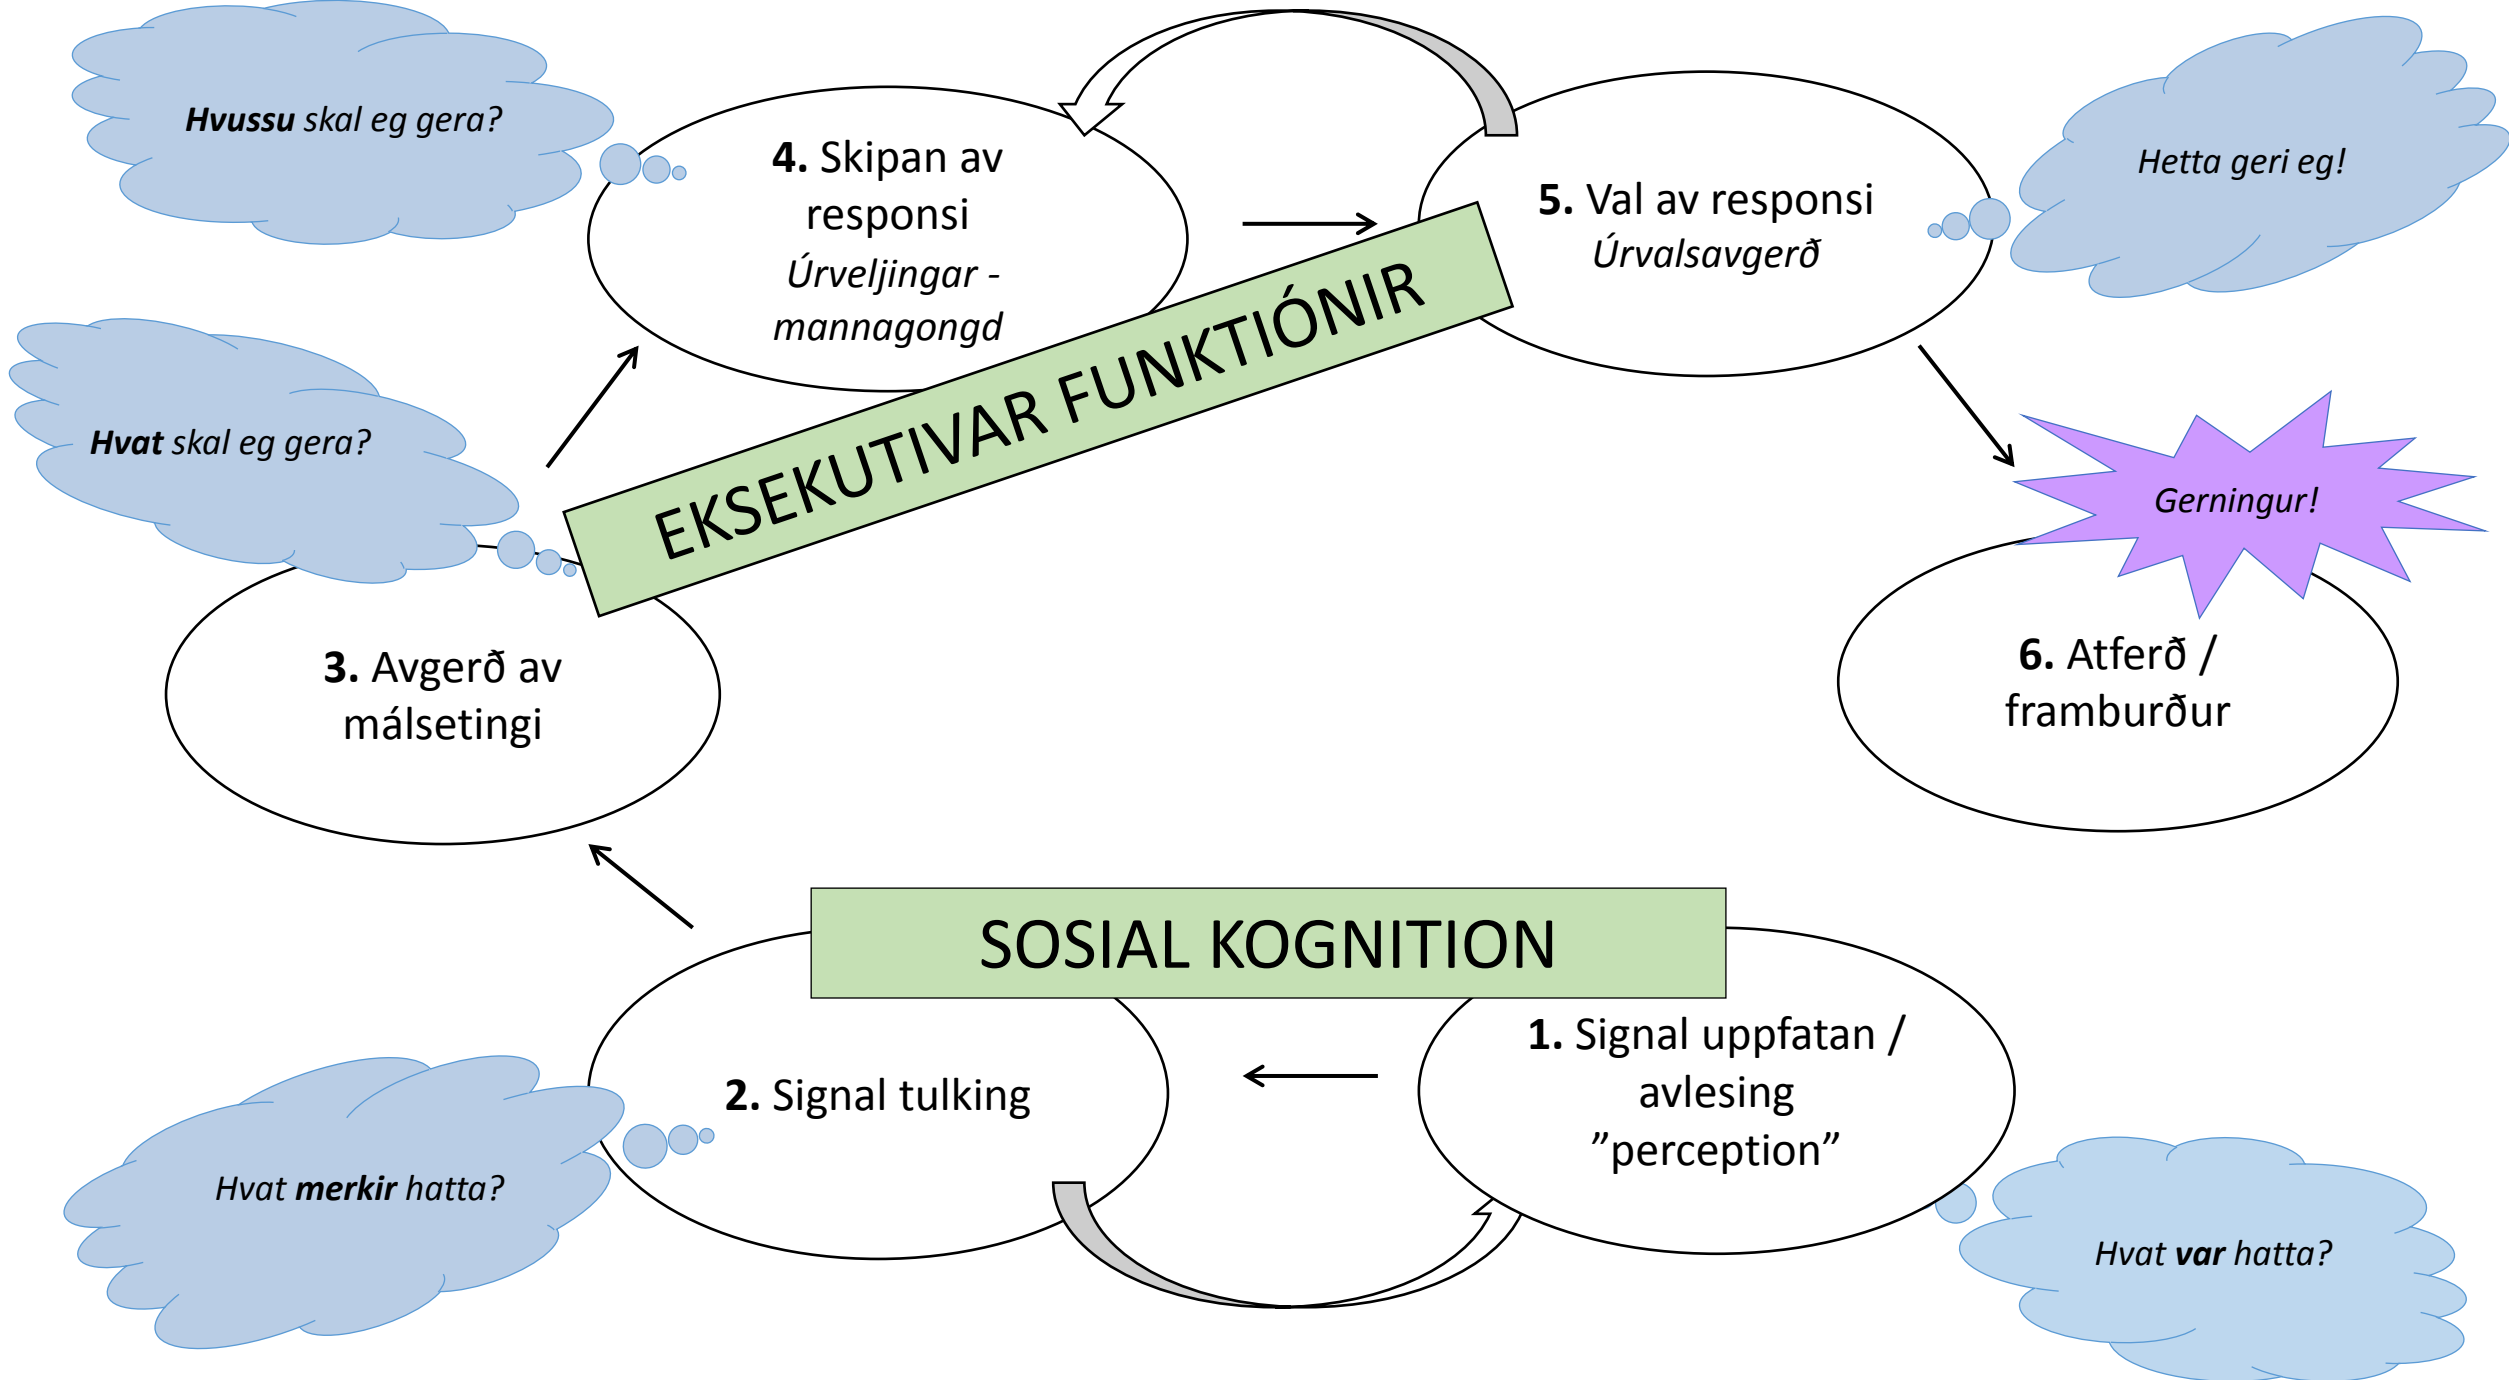 Hvussu skal eg gera?
4. Skipan av
responsi
Úrveljingar -
mannagongd
5. Val av responsi
Úrvalsavgerð
Hetta geri eg!
EKSEKUTIVAR FUNKTIÓNIR
Hvat skal eg gera?
Gerningur!
3. Avgerð av
málsetingi
6. Atferð /
framburður
SOSIAL KOGNITION
2. Signal tulking
1. Signal uppfatan /
avlesing
”perception”
Hvat merkir hatta?
Hvat var hatta?